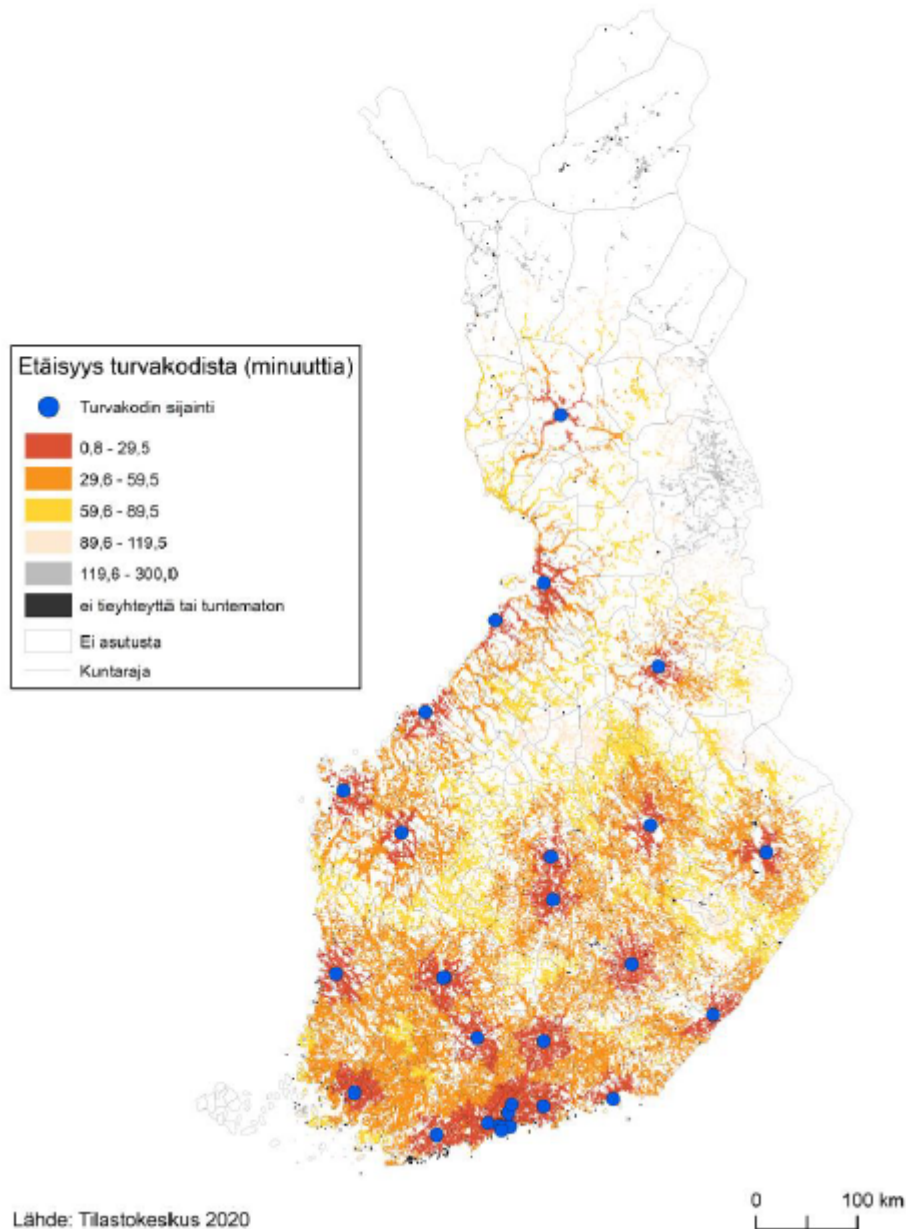 Etäisyys turvakodista (minuuttia)
Turvakodin sijainti
0,8 - 29,5
29,6 - 59,5
59,6 - 89,5
89,6 - 119,5
119,6 - 300,0
ei tieyhteyttä tai tuntematon
Ei asutusta
Kuntaraja
Lähde: Tilastokeskus 2020
0 100 km